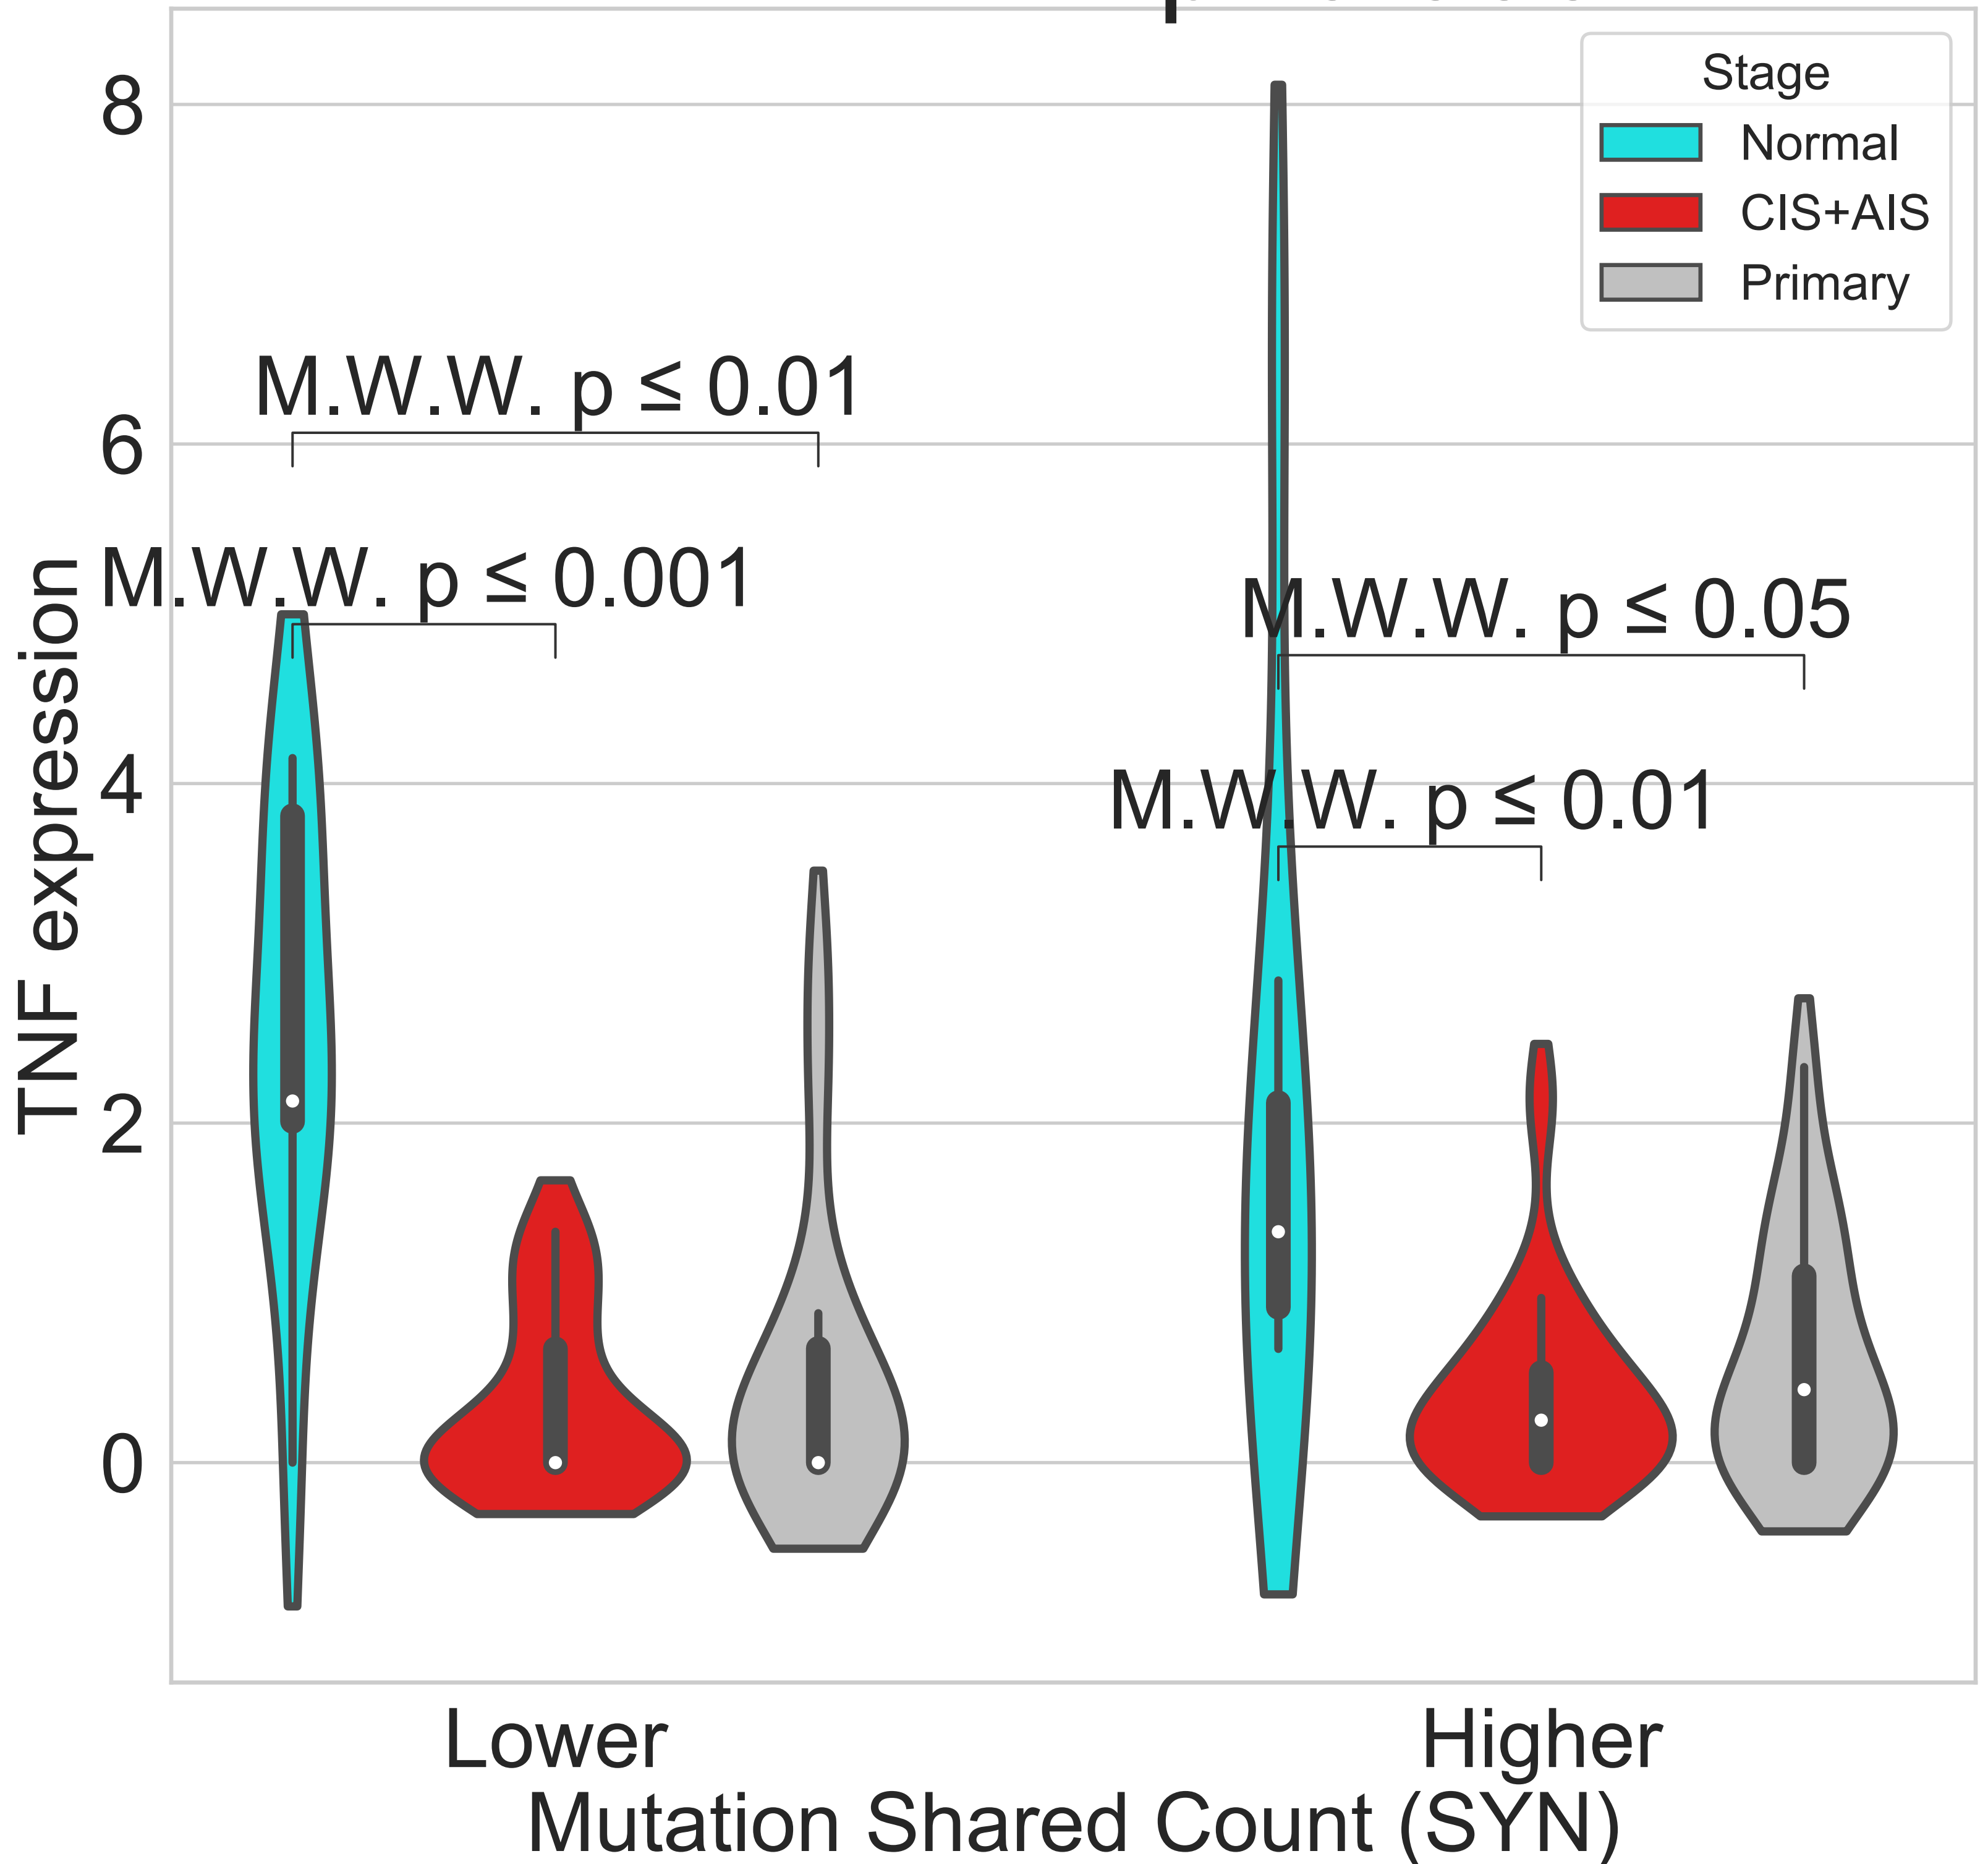 Stage
Normal
CIS+AIS
Primary
8
6
4
2
0
TNF expression
M.W.W. p ≤ 0.01
M.W.W. p ≤ 0.001
M.W.W. p ≤ 0.05
M.W.W. p ≤ 0.01
Lower
Higher
Mutation Shared Count (SYN)